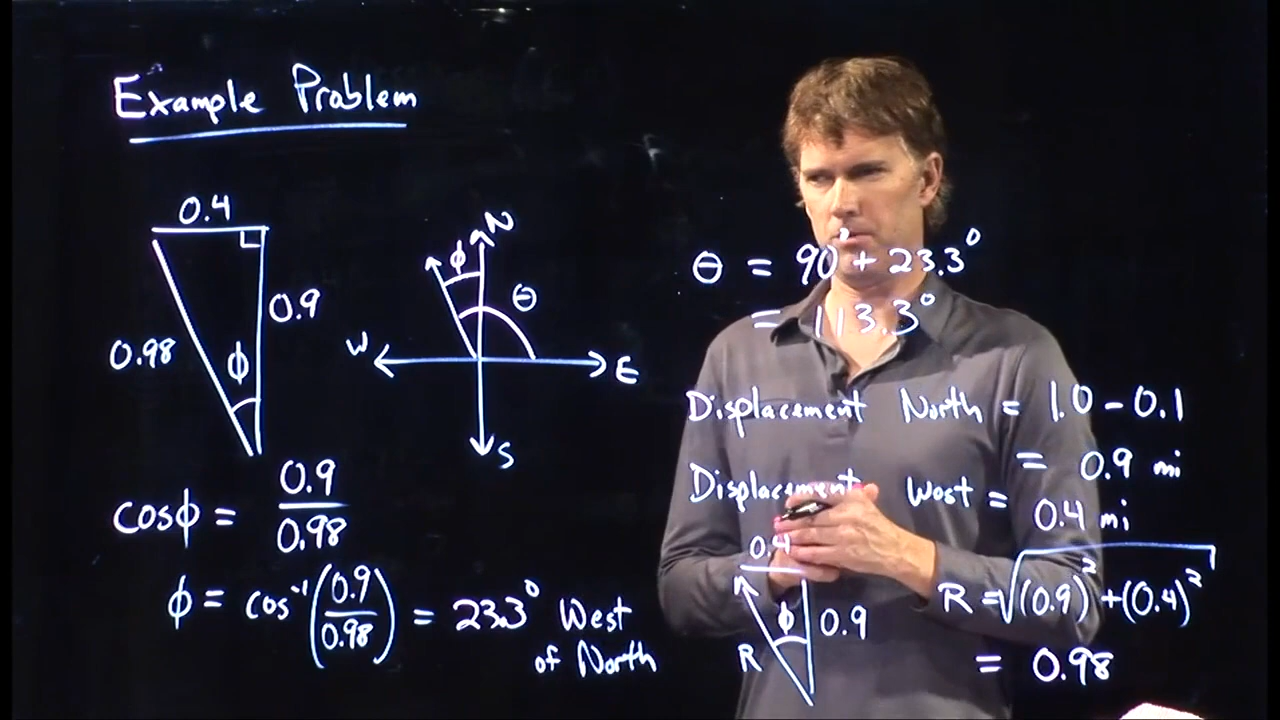 Example Problem
0.4
0.9
0.98
ϕ
N
ϕ
θ
W
E
S
cosϕ = 0.9/0.98
ϕ = cos⁻¹(0.9/0.98) = 23.3° West
of North
θ = 90° + 23.3°
= 113.3°
Displacement North = 1.0 - 0.1
= 0.9 mi
Displacement West = 0.4 mi
0.4
ϕ
0.9
R
R = √(0.9)² + (0.4)²
= 0.98